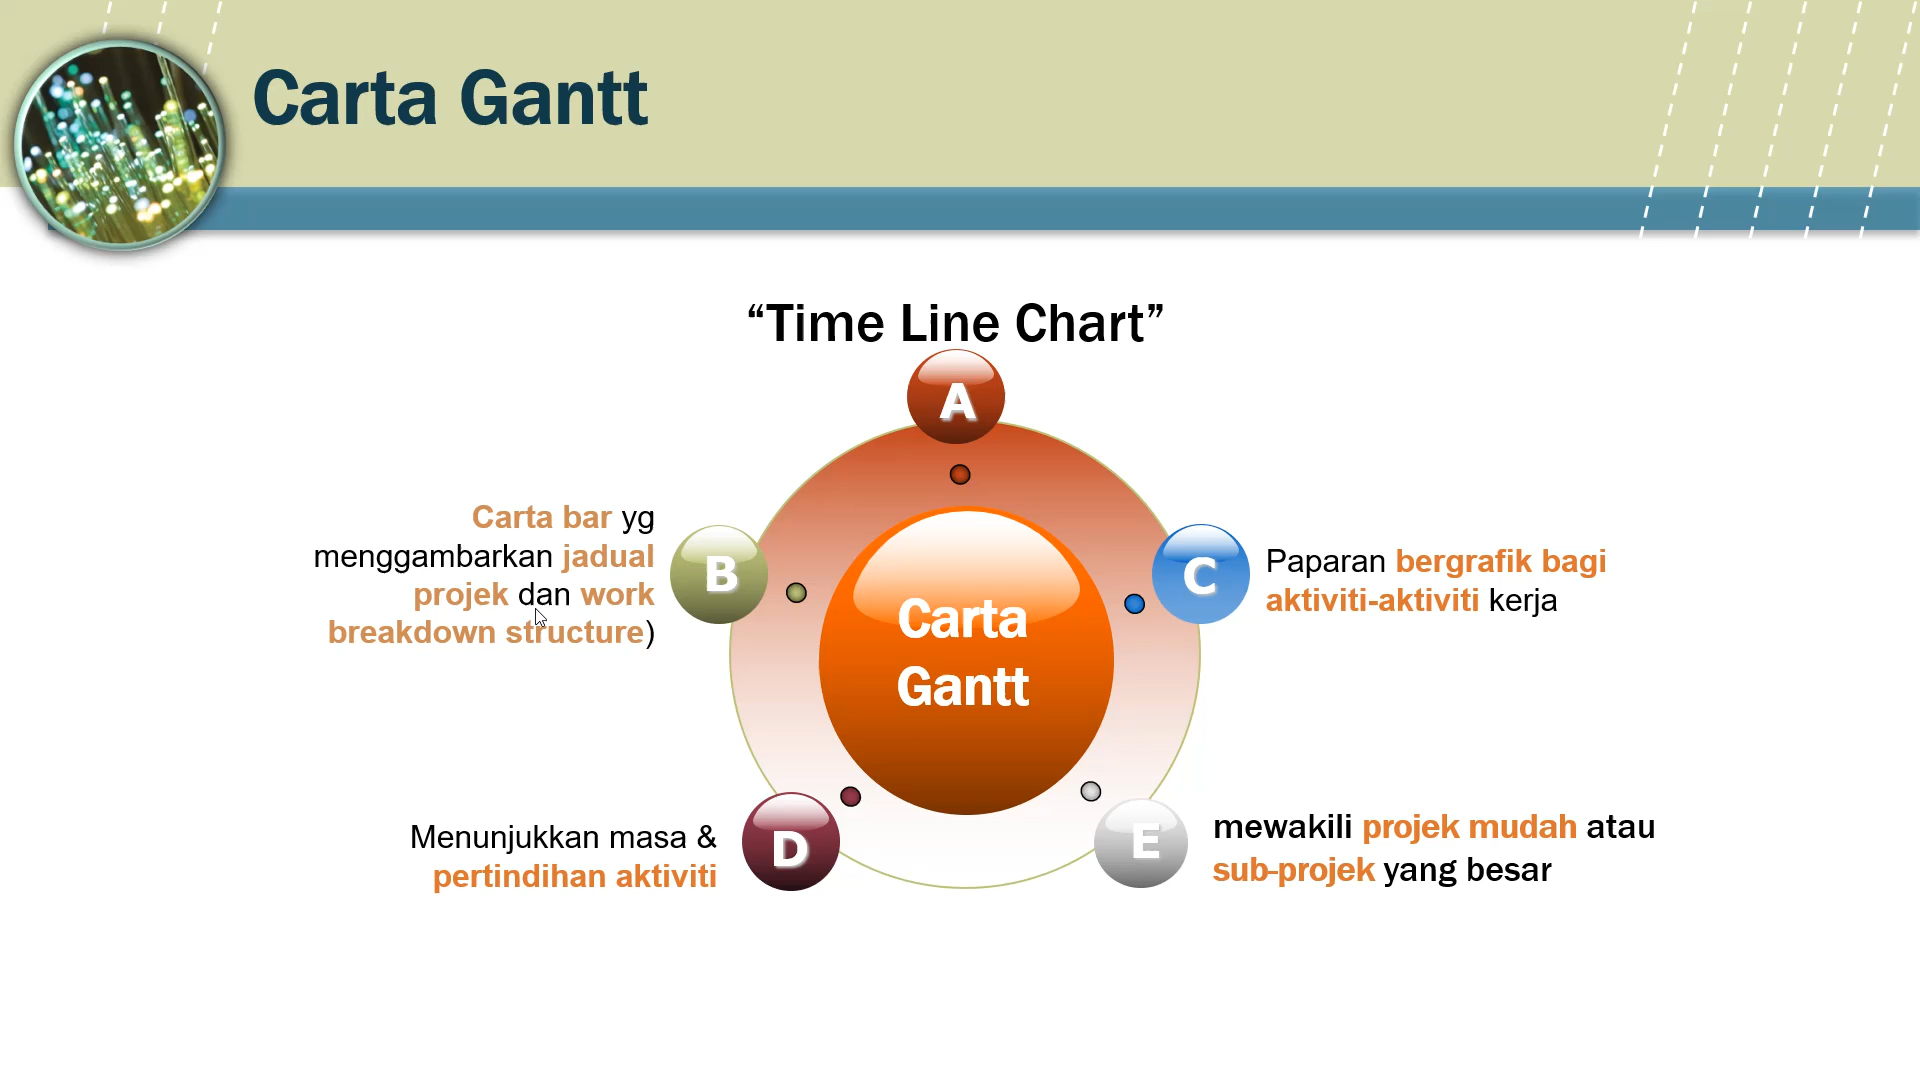 Carta Gantt
“Time Line Chart”
A
Carta bar yg
menggambarkan jadual
projek dan work
breakdown structure)
B
C
Paparan bergrafik bagi
aktiviti-aktiviti kerja
Carta
Gantt
Menunjukkan masa &
pertindihan aktiviti
D
E
mewakili projek mudah atau
sub-projek yang besar